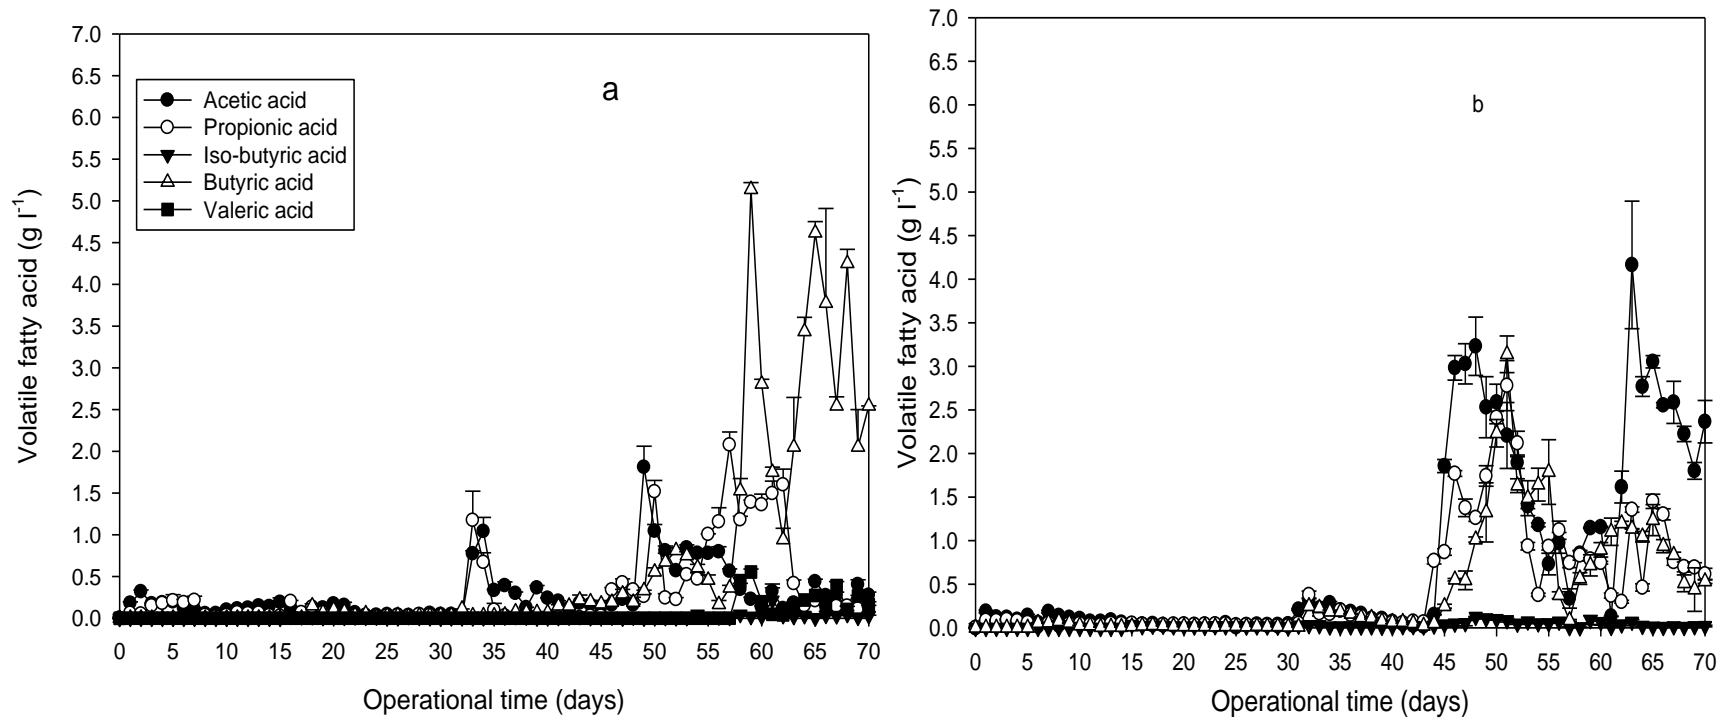 7.0
6.5
6.0
5.5
5.0
4.5
4.0
3.5
3.0
2.5
2.0
1.5
1.0
0.5
0.0
Volatile fatty acid (g l-1)
a
Acetic acid
Propionic acid
Iso-butyric acid
Butyric acid
Valeric acid
0 5 10 15 20 25 30 35 40 45 50 55 60 65 70
Operational time (days)
7.0
6.5
6.0
5.5
5.0
4.5
4.0
3.5
3.0
2.5
2.0
1.5
1.0
0.5
0.0
Volatile fatty acid (g l-1)
b
0 5 10 15 20 25 30 35 40 45 50 55 60 65 70
Operational time (days)